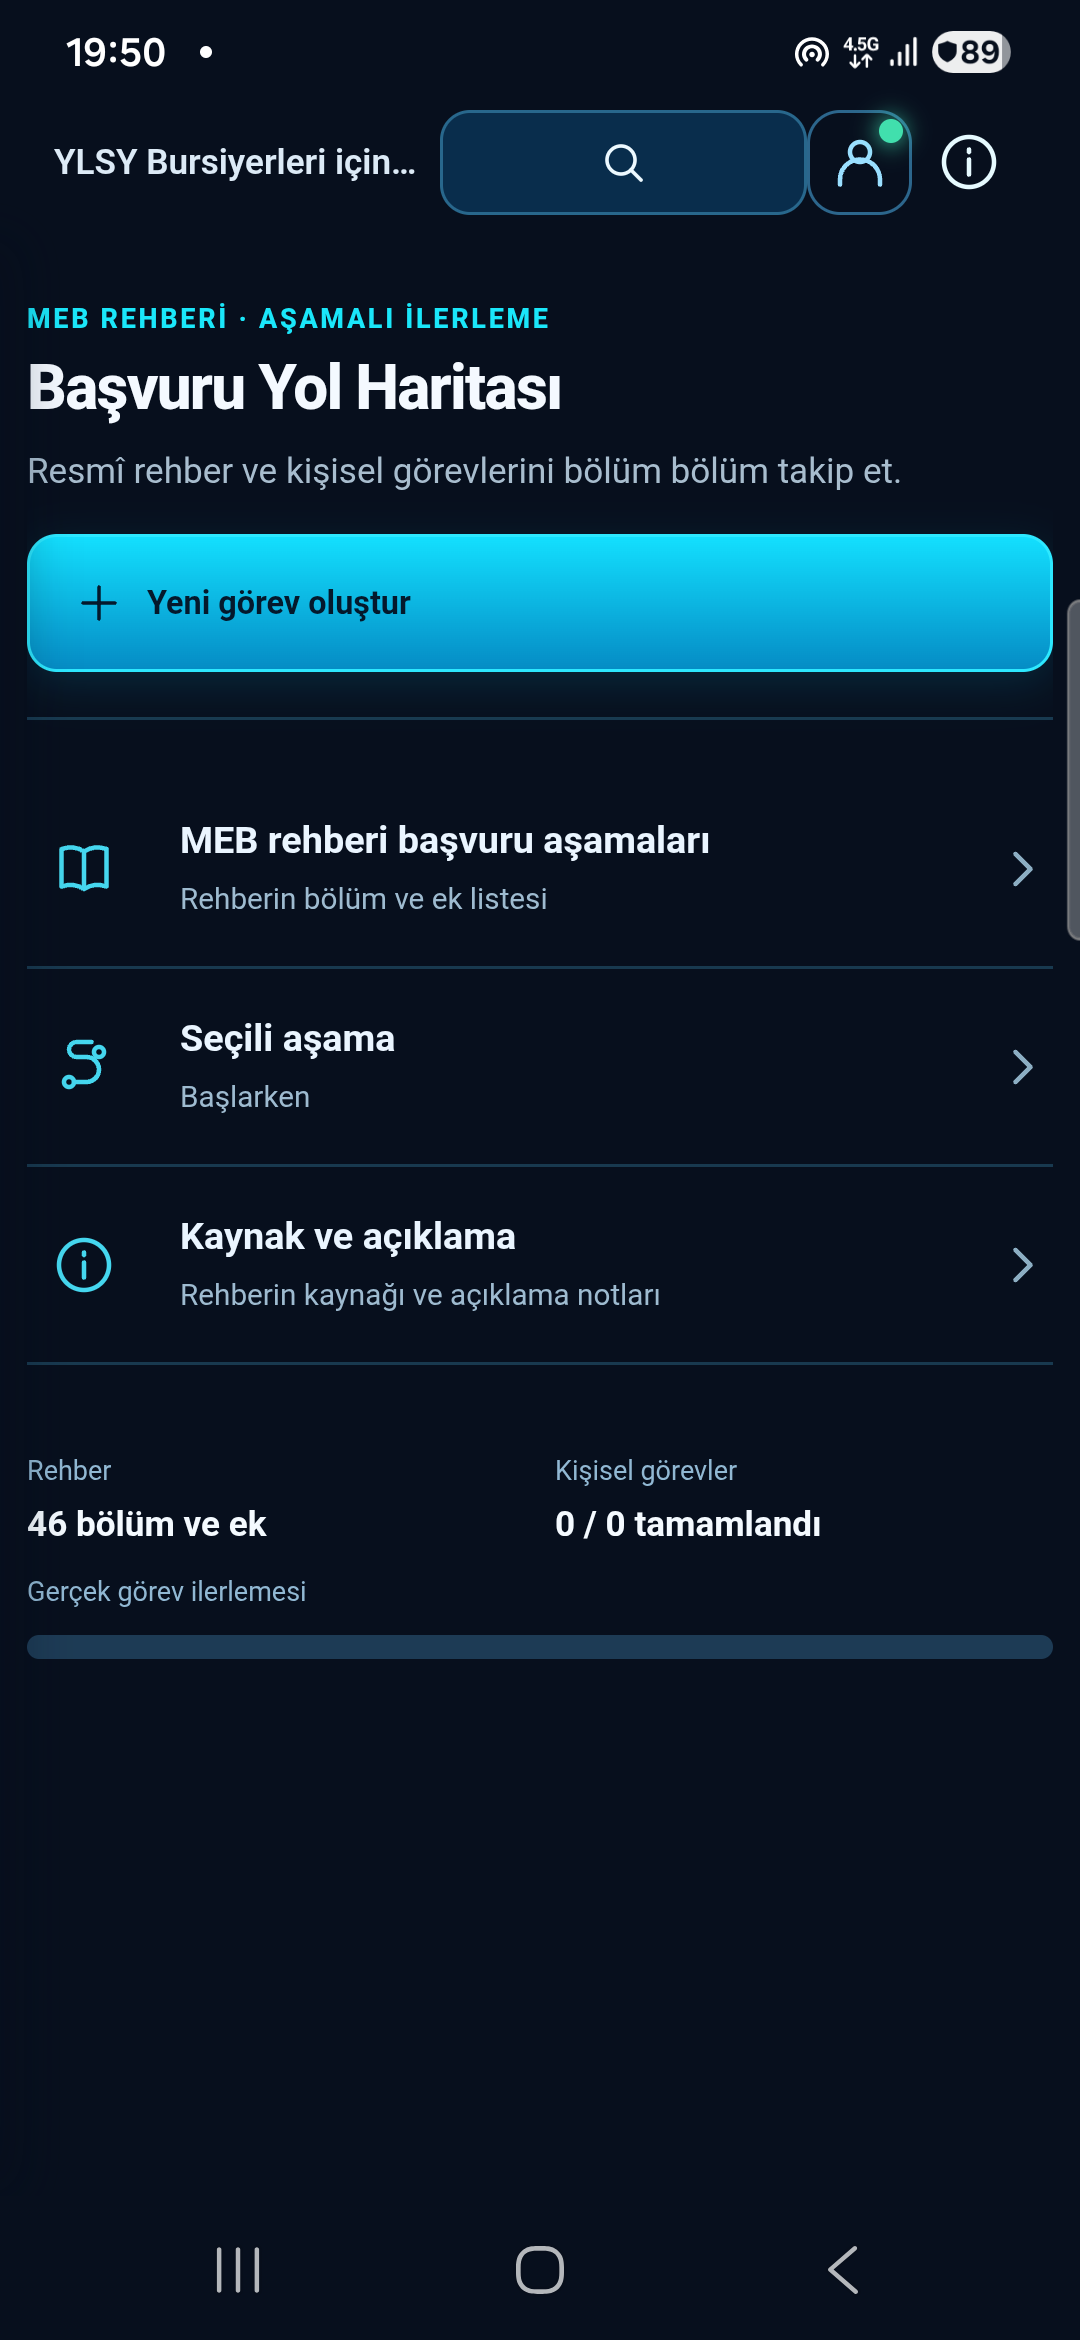 19:50
4.5G
89
YLSY Bursiyerleri için...
MEB REHBERİ · AŞAMALI İLERLEME
Başvuru Yol Haritası
Resmî rehber ve kişisel görevlerini bölüm bölüm takip et.
Yeni görev oluştur
MEB rehberi başvuru aşamaları
Rehberin bölüm ve ek listesi
Seçili aşama
Başlarken
Kaynak ve açıklama
Rehberin kaynağı ve açıklama notları
Rehber
46 bölüm ve ek
Kişisel görevler
0 / 0 tamamlandı
Gerçek görev ilerlemesi